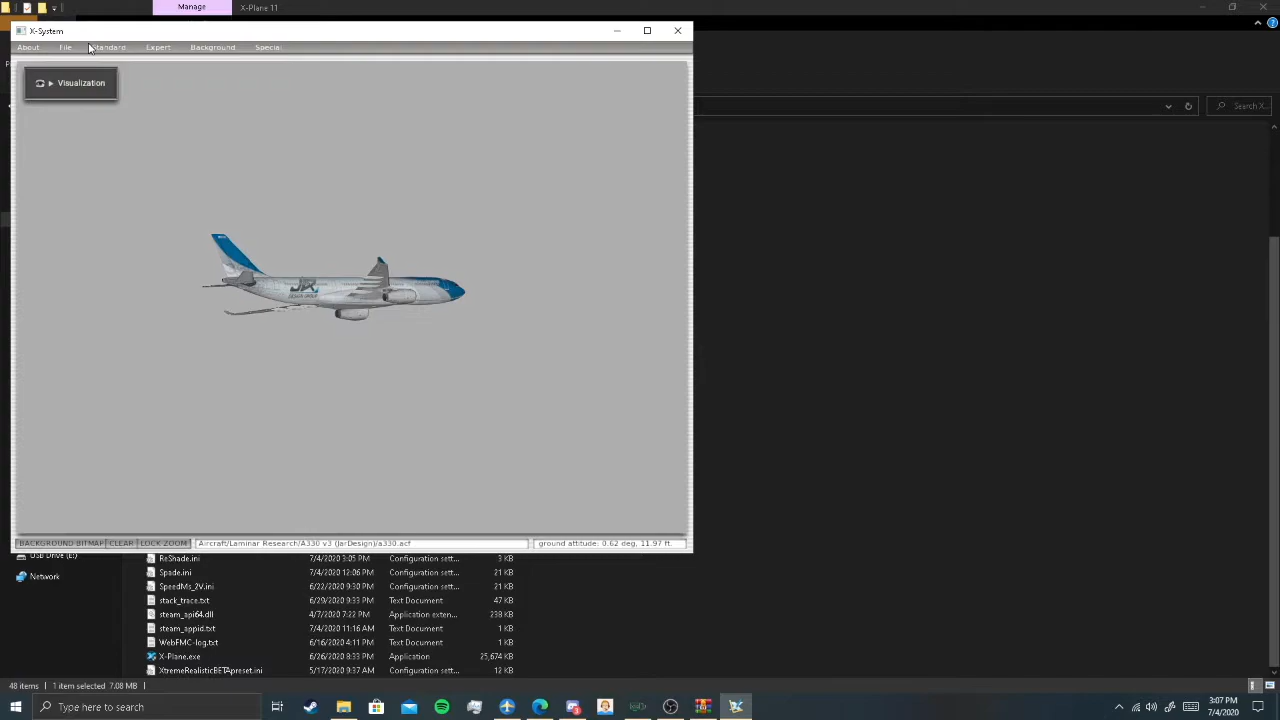 Manage
X-Plane 11
X-System
About File Standard Expert Background Special
Visualization
Search X...
JAR
DESIGN GROUP
BACKGROUND BITMAP CLEAR LOCK ZOOM Aircraft/Laminar Research/A330 v3 (JarDesign)/a330.acf ground attitude: 0.62 deg, 11.97 ft.
USB Drive (E:)
Network
ReShade.ini 7/4/2020 3:05 PM Configuration sett... 3 KB
Spade.ini 7/4/2020 12:06 PM Configuration sett... 21 KB
SpeedMs_2V.ini 6/22/2020 9:30 PM Configuration sett... 21 KB
stack_trace.txt 6/29/2020 9:33 PM Text Document 47 KB
steam_api64.dll 4/7/2020 7:22 PM Application exten... 238 KB
steam_appid.txt 7/4/2020 11:16 AM Text Document 1 KB
WebFMC-log.txt 6/16/2020 4:11 PM Text Document 1 KB
X-Plane.exe 6/26/2020 8:33 PM Application 25,674 KB
XtremeRealisticBETApreset.ini 5/17/2020 9:37 AM Configuration sett... 12 KB
48 items 1 item selected 7.08 MB
Type here to search
3:07 PM
7/4/2020